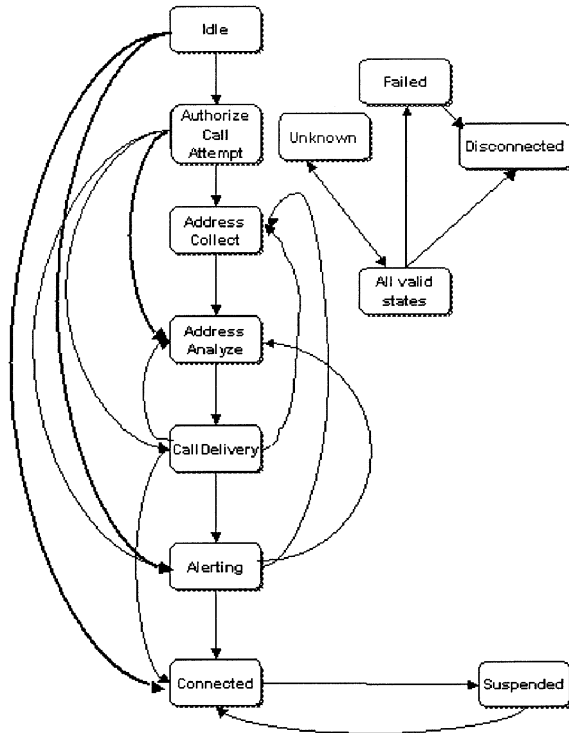 Idle
Authorize
Call
Attempt
Address
Collect
Address
Analyze
Call Delivery
Alerting
Connected
Suspended
Failed
Unknown
Disconnected
All valid
states